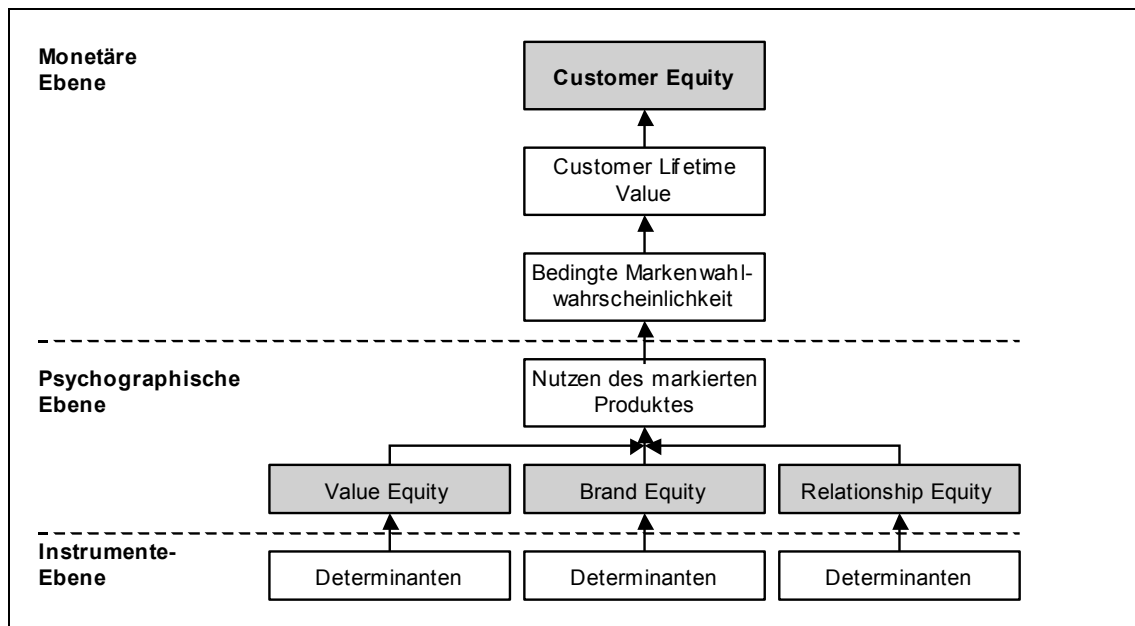 Monetäre
Ebene
Customer Equity
Customer Lifetime
Value
Bedingte Markenwahl-
wahrscheinlichkeit
Psychographische
Ebene
Nutzen des markierten
Produktes
Value Equity
Brand Equity
Relationship Equity
Instrumente-
Ebene
Determinanten
Determinanten
Determinanten